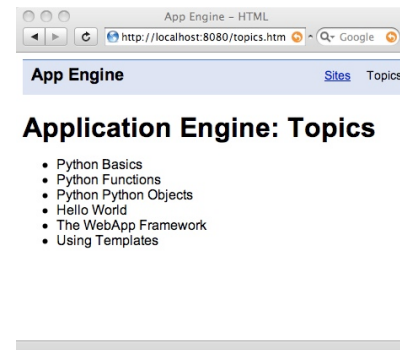 App Engine – HTML
http://localhost:8080/topics.htm Google
App Engine Sites Topics
Application Engine: Topics
• Python Basics
• Python Functions
• Python Python Objects
• Hello World
• The WebApp Framework
• Using Templates